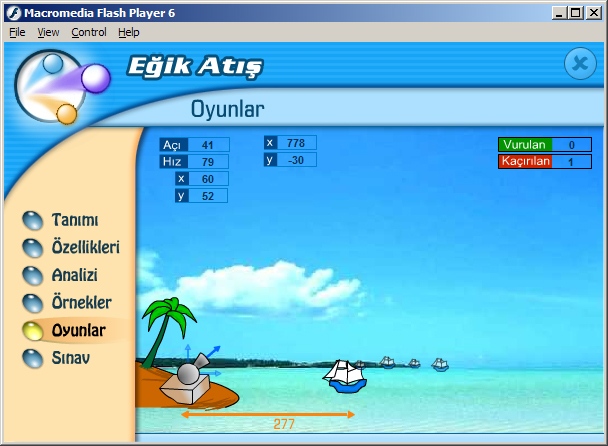 Macromedia Flash Player 6
File View Control Help
Eğik Atış
Oyunlar
Açı 41
Hız 79
x 60
y 52
x 778
y -30
Vurulan 0
Kaçırılan 1
Tanımı
Özellikleri
Analizi
Örnekler
Oyunlar
Sınav
277